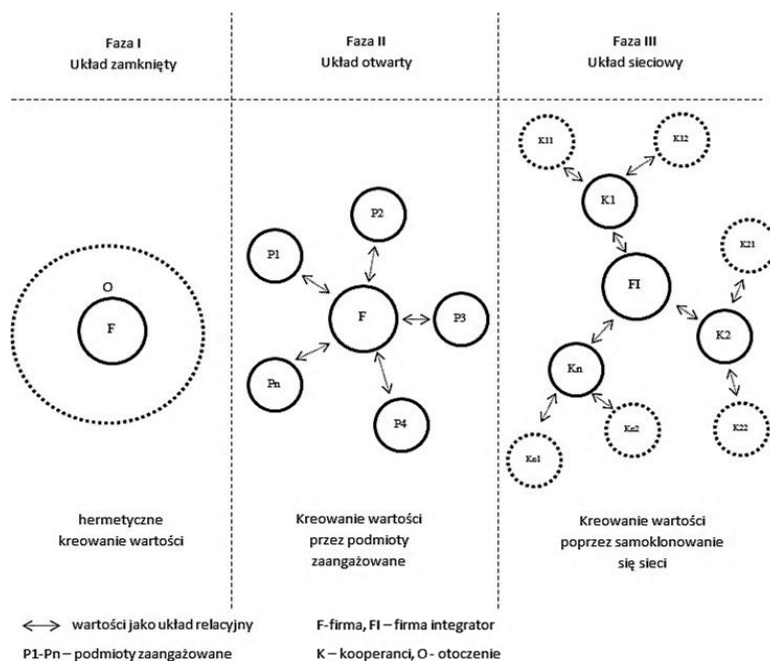 Faza I
Układ zamknięty
Faza II
Układ otwarty
Faza III
Układ sieciowy
O
F
P1
P2
P3
P4
Pn
F
K11
K12
K1
FI
K21
K2
K22
Kn
Kn1
Kn2
hermetyczne
kreowanie wartości
Kreowanie wartości
przez podmioty
zaangażowane
Kreowanie wartości
poprzez samoklonowanie
się sieci
wartości jako układ relacyjny
F-firma, FI – firma integrator
P1-Pn – podmioty zaangażowane
K – kooperanci, O - otoczenie